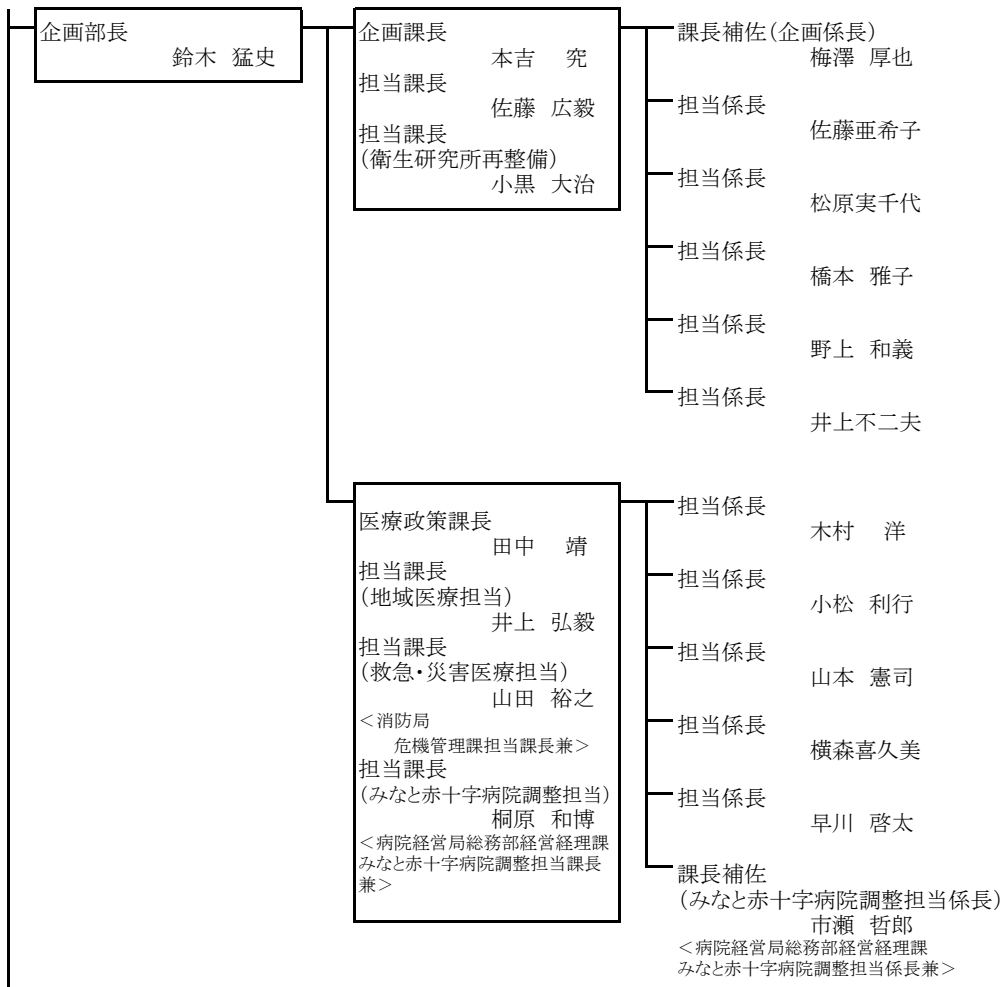 企画部長
鈴木 猛史
企画課長
本吉 究
担当課長
佐藤 広毅
担当課長
(衛生研究所再整備)
小黒 大治
課長補佐(企画係長)
梅澤 厚也
担当係長
佐藤亜希子
担当係長
松原実千代
担当係長
橋本 雅子
担当係長
野上 和義
担当係長
井上不二夫
医療政策課長
田中 靖
担当課長
(地域医療担当)
井上 弘毅
担当課長
(救急・災害医療担当)
山田 裕之
<消防局
危機管理課担当課長兼>
担当課長
(みなと赤十字病院調整担当)
桐原 和博
<病院経営局総務部経営経理課
みなと赤十字病院調整担当課長
兼>
担当係長
木村 洋
担当係長
小松 利行
担当係長
山本 憲司
担当係長
横森喜久美
担当係長
早川 啓太
課長補佐
(みなと赤十字病院調整担当係長)
市瀬 哲郎
<病院経営局総務部経営経理課
みなと赤十字病院調整担当係長兼>